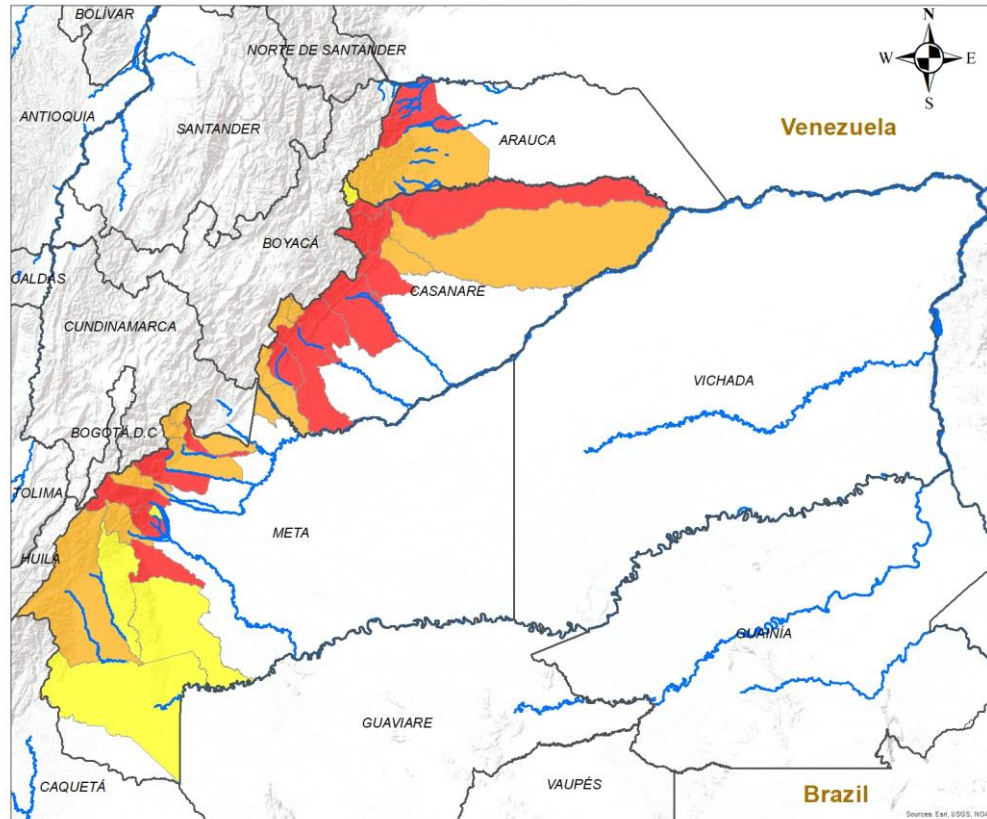 BOLÍVAR
N
NORTE DE SANTANDER
W
E
S
ANTIOQUIA
SANTANDER
ARAUCA
Venezuela
BOYACÁ
CALDAS
CASANARE
CUNDINAMARCA
VICHADA
BOGOTÁ D.C
TOLIMA
META
HUILA
GUAINÍA
GUAVIARE
CAQUETÁ
VAUPÉS
Brazil
Sources: Esri, USGS, NOA